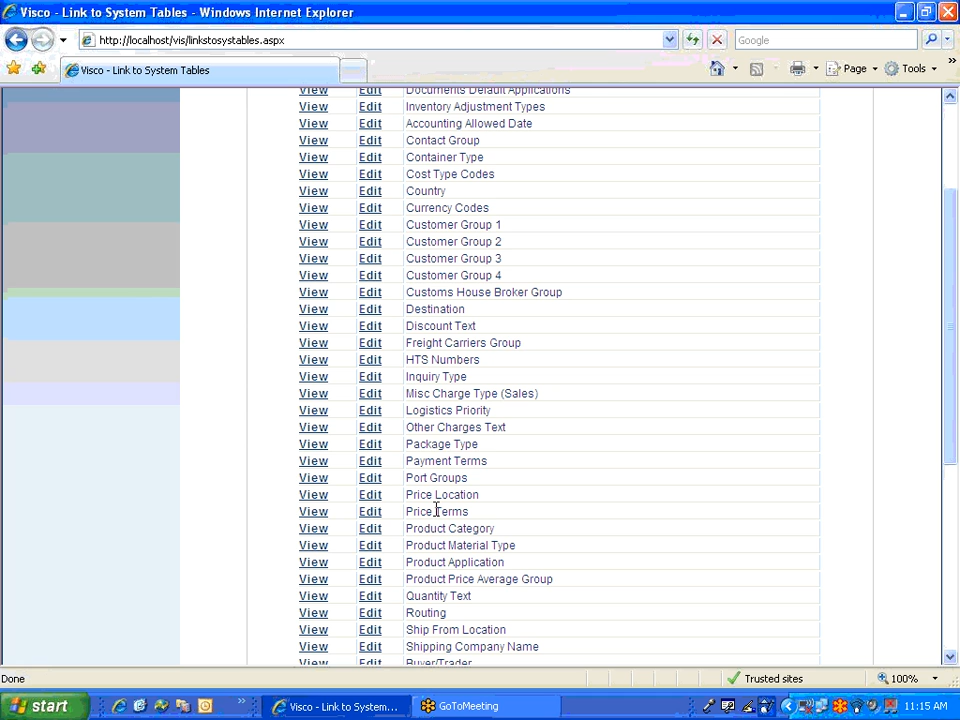 Visco - Link to System Tables - Windows Internet Explorer
http://localhost/vis/linkstosystables.aspx
Google
Visco - Link to System Tables
Page
Tools
View Edit Documents Default Applications
View Edit Inventory Adjustment Types
View Edit Accounting Allowed Date
View Edit Contact Group
View Edit Container Type
View Edit Cost Type Codes
View Edit Country
View Edit Currency Codes
View Edit Customer Group 1
View Edit Customer Group 2
View Edit Customer Group 3
View Edit Customer Group 4
View Edit Customs House Broker Group
View Edit Destination
View Edit Discount Text
View Edit Freight Carriers Group
View Edit HTS Numbers
View Edit Inquiry Type
View Edit Misc Charge Type (Sales)
View Edit Logistics Priority
View Edit Other Charges Text
View Edit Package Type
View Edit Payment Terms
View Edit Port Groups
View Edit Price Location
View Edit Price Terms
View Edit Product Category
View Edit Product Material Type
View Edit Product Application
View Edit Product Price Average Group
View Edit Quantity Text
View Edit Routing
View Edit Ship From Location
View Edit Shipping Company Name
View Edit Buyer/Trader
Done
Trusted sites
100%
start
Visco - Link to System...
GoToMeeting
11:15 AM